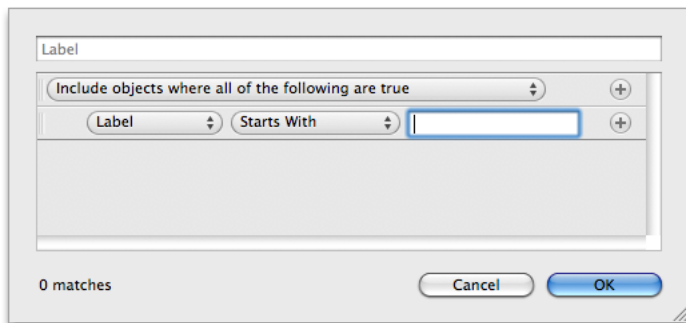 Label
Include objects where all of the following are true
Label Starts With
0 matches Cancel OK